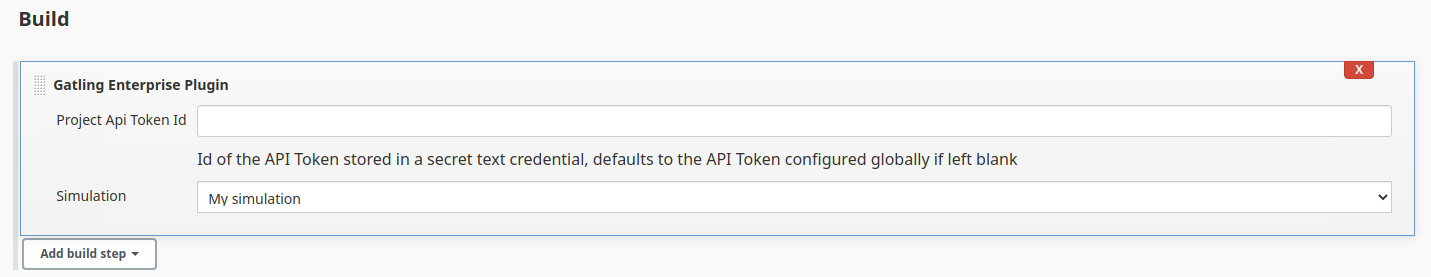 Build
X
Gatling Enterprise Plugin
Project Api Token Id
Id of the API Token stored in a secret text credential, defaults to the API Token configured globally if left blank
Simulation
My simulation
Add build step